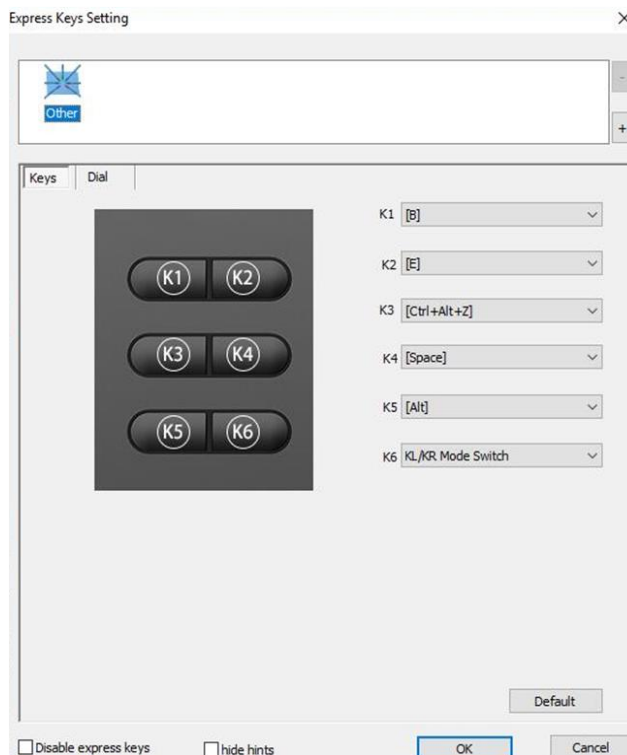 Express Keys Setting
Other
Keys Dial
K1 [B]
K2 [E]
K3 [Ctrl+Alt+Z]
K4 [Space]
K5 [Alt]
K6 KL/KR Mode Switch
K1 K2
K3 K4
K5 K6
Default
Disable express keys hide hints OK Cancel